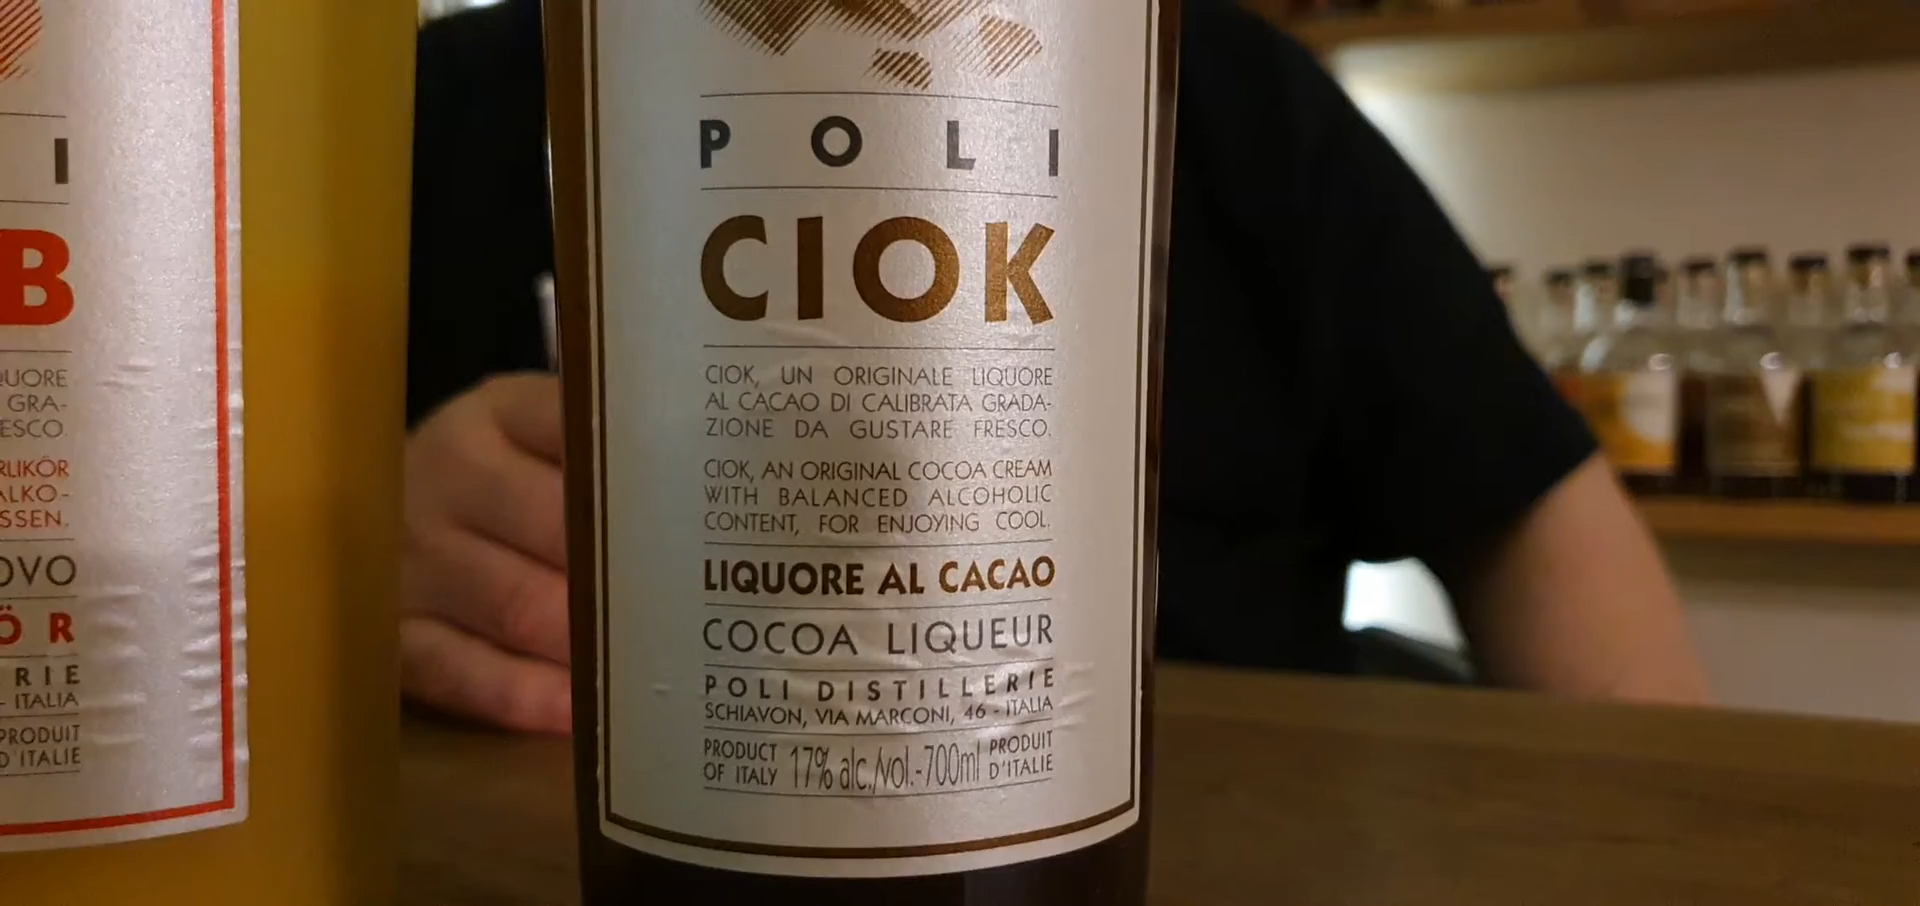 I
B
QUORE
GRA-
ESCO.
RLIKÖR
ALKO-
SSEN.
OVO
Ö R
RIE
- ITALIA
PRODUIT
D'ITALIE
POLI
CIOK
CIOK, UN ORIGINALE LIQUORE
AL CACAO DI CALIBRATA GRADA-
ZIONE DA GUSTARE FRESCO.
CIOK, AN ORIGINAL COCOA CREAM
WITH BALANCED ALCOHOLIC
CONTENT, FOR ENJOYING COOL.
LIQUORE AL CACAO
COCOA LIQUEUR
POLI DISTILLERIE
SCHIAVON, VIA MARCONI, 46 - ITALIA
PRODUCT OF ITALY 17% alc./vol.-700ml PRODUIT D'ITALIE